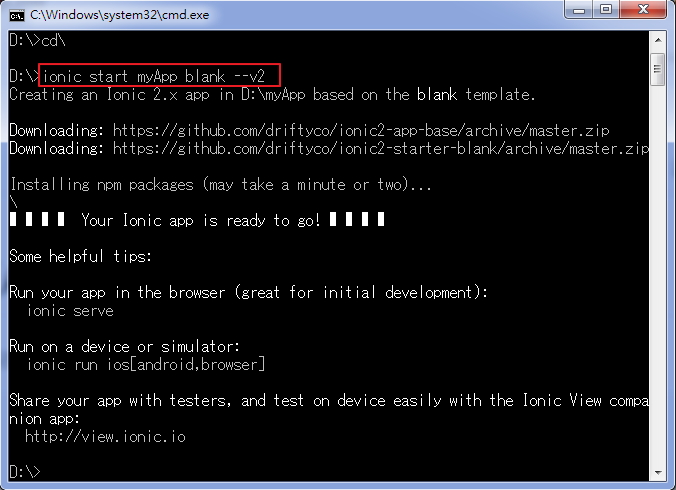 C:\Windows\system32\cmd.exe
D:\>cd\
D:\>ionic start myApp blank --v2
Creating an Ionic 2.x app in D:\myApp based on the blank template.
Downloading: https://github.com/driftyco/ionic2-app-base/archive/master.zip
Downloading: https://github.com/driftyco/ionic2-starter-blank/archive/master.zip
Installing npm packages (may take a minute or two)...
\
Your Ionic app is ready to go!
Some helpful tips:
Run your app in the browser (great for initial development):
ionic serve
Run on a device or simulator:
ionic run ios[android,browser]
Share your app with testers, and test on device easily with the Ionic View compa
nion app:
http://view.ionic.io
D:\>